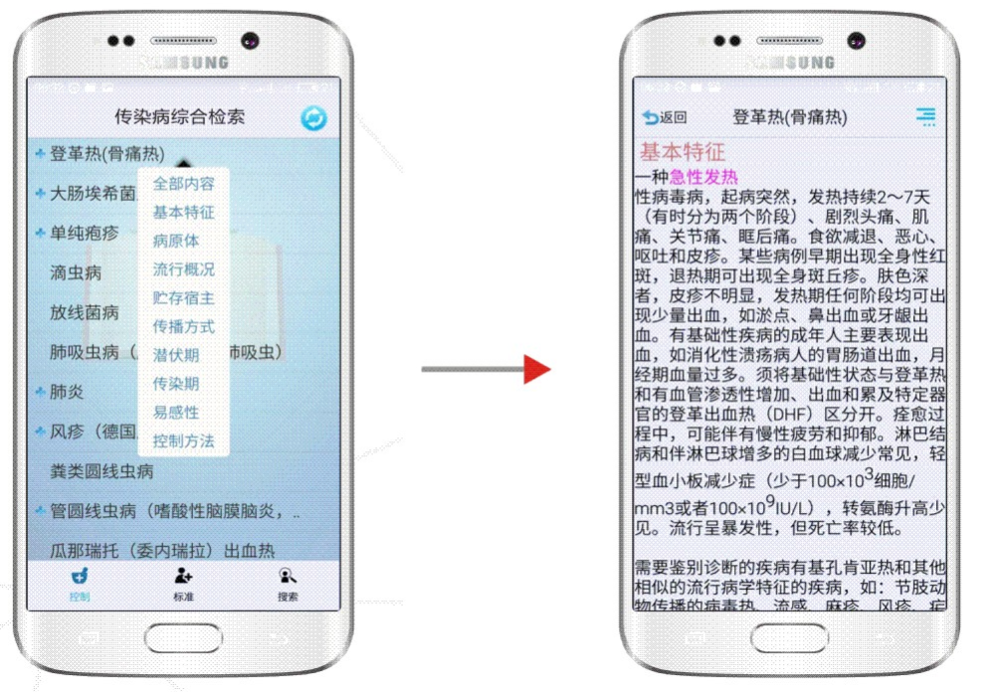 SAMSUNG
传染病综合检索
登革热(骨痛热)
大肠埃希菌
单纯疱疹
滴虫病
放线菌病
肺吸虫病（
肺吸虫）
肺炎
风疹（德国
粪类圆线虫病
管圆线虫病（嗜酸性脑膜脑炎，..
瓜那瑞托（委内瑞拉）出血热
全部内容
基本特征
病原体
流行概况
贮存宿主
传播方式
潜伏期
传染期
易感性
控制方法
控制
标准
搜索
SAMSUNG
返回
登革热(骨痛热)
基本特征
一种急性发热
性病毒病，起病突然，发热持续2～7天
（有时分为两个阶段）、剧烈头痛、肌
痛、关节痛、眶后痛。食欲减退、恶心、
呕吐和皮疹。某些病例早期出现全身性红
斑，退热期可出现全身斑丘疹。肤色深
者，皮疹不明显，发热期任何阶段均可出
现少量出血，如淤点、鼻出血或牙龈出
血。有基础性疾病的成年人主要表现出
血，如消化性溃疡病人的胃肠道出血，月
经期血量过多。须将基础性状态与登革热
和有血管渗透性增加、出血和累及特定器
官的登革出血热（DHF）区分开。痊愈过
程中，可能伴有慢性疲劳和抑郁。淋巴结
病和伴淋巴球增多的白血球减少常见，轻
型血小板减少症（少于100×10³细胞/
mm3或者100×10⁹IU/L），转氨酶升高少
见。流行呈暴发性，但死亡率较低。
需要鉴别诊断的疾病有基孔肯亚热和其他
相似的流行病学特征的疾病，如：节肢动
物传播的病毒热、流感、麻疹、风疹、疟